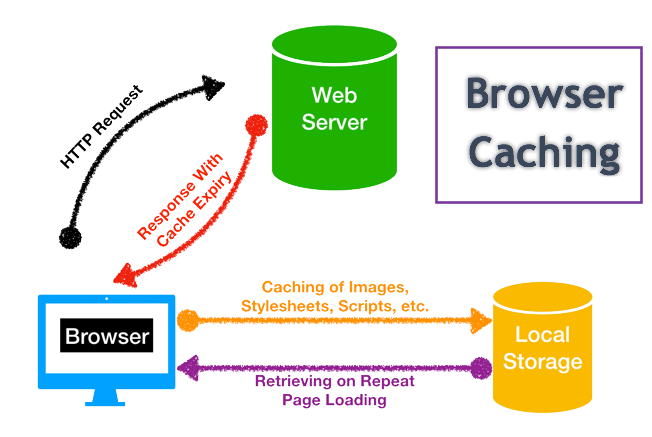 Web
Server
Browser
Caching
HTTP Request
Response With
Cache Expiry
Caching of Images,
Stylesheets, Scripts, etc.
Browser
Local
Storage
Retrieving on Repeat
Page Loading